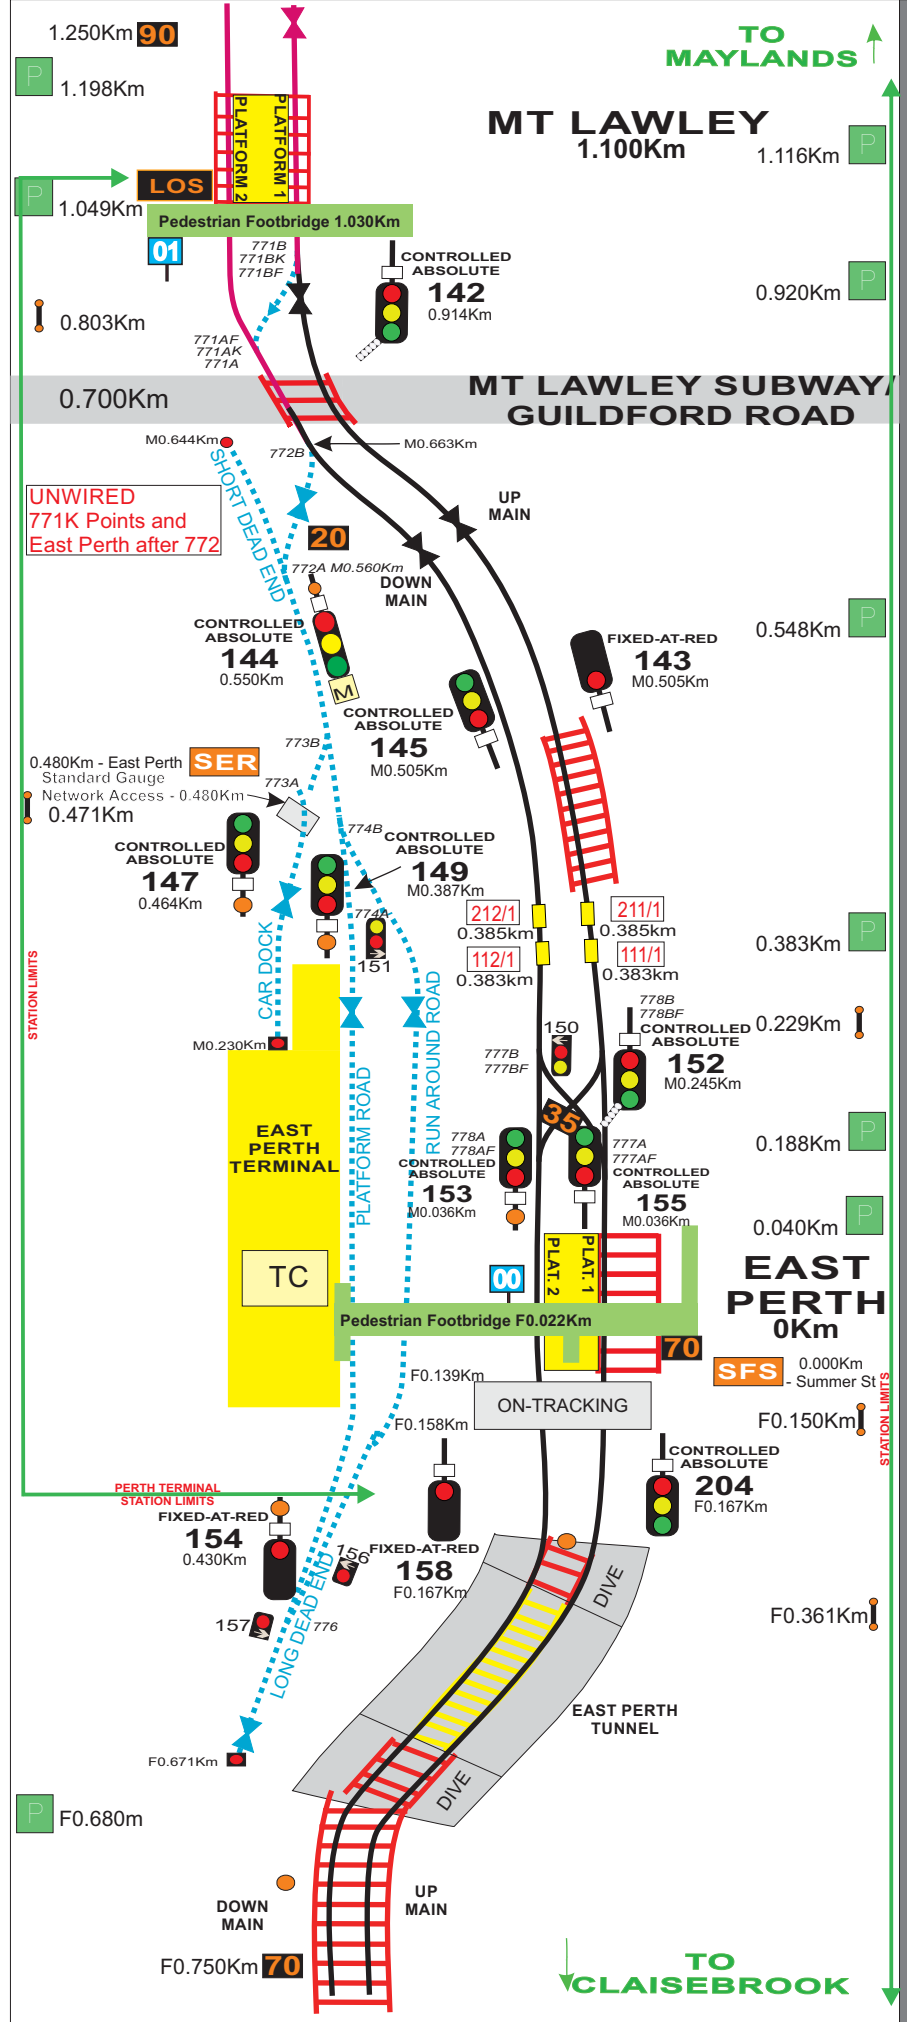 1.250Km 90
TO
MAYLANDS
P
1.198Km
PLATFORM 2
PLATFORM 1
MT LAWLEY
1.100Km
P
1.116Km
LOS
P
1.049Km
Pedestrian Footbridge 1.030Km
01
771B
771BK
771BF
CONTROLLED
ABSOLUTE
142
0.914Km
P
0.920Km
0.803Km
771AF
771AK
771A
0.700Km
MT LAWLEY SUBWAY/
GUILDFORD ROAD
M0.644Km
M0.663Km
772B
SHORT DEAD END
UNWIRED
771K Points and
East Perth after 772
UP
MAIN
20
772A M0.560Km
DOWN
MAIN
CONTROLLED
ABSOLUTE
144
0.550Km
M
P
0.548Km
FIXED-AT-RED
143
M0.505Km
CONTROLLED
ABSOLUTE
145
M0.505Km
773B
0.480Km - East Perth
SER
Standard Gauge
Network Access - 0.480Km
773A
0.471Km
774B
CONTROLLED
ABSOLUTE
147
0.464Km
CONTROLLED
ABSOLUTE
149
M0.387Km
774A
151
212/1
0.385km
112/1
0.383km
211/1
0.385km
111/1
0.383km
P
0.383Km
STATION LIMITS
CAR DOCK
M0.230Km
PLATFORM ROAD
RUN AROUND ROAD
150
777B
777BF
778B
778BF
CONTROLLED
ABSOLUTE
152
M0.245Km
0.229Km
35
EAST
PERTH
TERMINAL
778A
778AF
CONTROLLED
ABSOLUTE
153
M0.036Km
777A
777AF
CONTROLLED
ABSOLUTE
155
M0.036Km
P
0.188Km
P
0.040Km
TC
00
PLAT. 2
PLAT. 1
EAST
PERTH
0Km
Pedestrian Footbridge F0.022Km
70
SFS
0.000Km
- Summer St
F0.139Km
ON-TRACKING
F0.158Km
F0.150Km
STATION LIMITS
CONTROLLED
ABSOLUTE
204
F0.167Km
PERTH TERMINAL
STATION LIMITS
FIXED-AT-RED
154
0.430Km
156
FIXED-AT-RED
158
F0.167Km
DIVE
157
776
LONG DEAD END
F0.361Km
EAST PERTH
TUNNEL
F0.671Km
DIVE
P
F0.680m
DOWN
MAIN
UP
MAIN
F0.750Km 70
TO
CLAISEBROOK